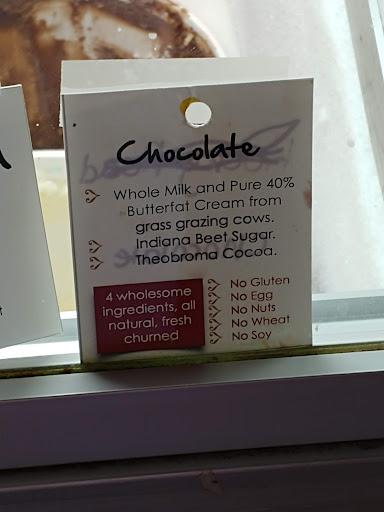 Chocolate
Whole Milk and Pure 40%
Butterfat Cream from
grass grazing cows.
Indiana Beet Sugar.
Theobroma Cocoa.
4 wholesome
ingredients, all
natural, fresh
churned
No Gluten
No Egg
No Nuts
No Wheat
No Soy